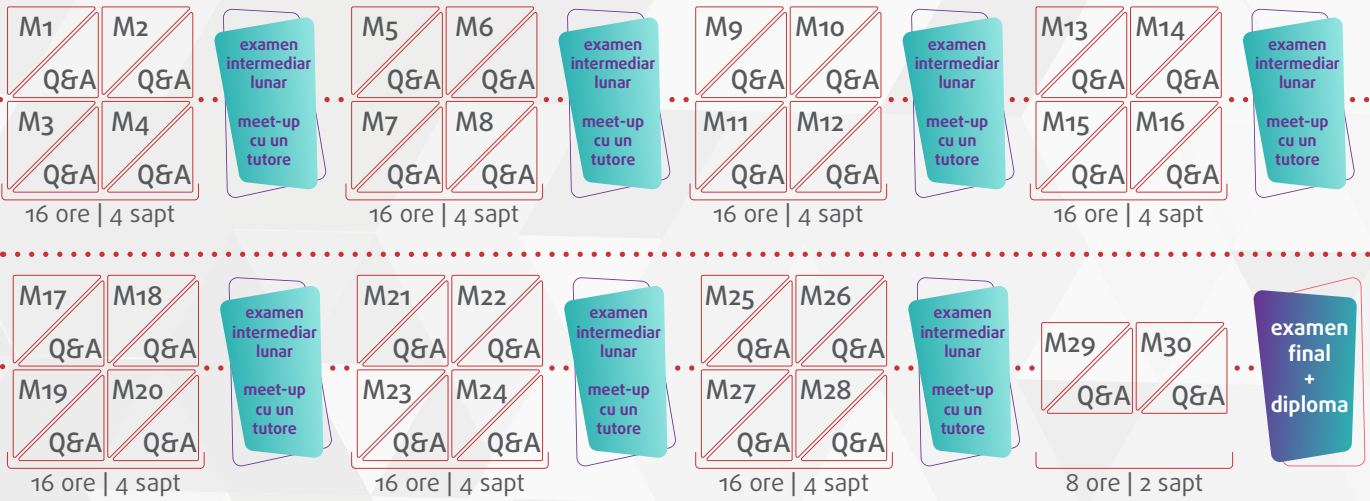 M1
Q&A
M2
Q&A
M3
Q&A
M4
Q&A
16 ore | 4 sapt
examen
intermediar
lunar
meet-up
cu un
tutore
M5
Q&A
M6
Q&A
M7
Q&A
M8
Q&A
16 ore | 4 sapt
examen
intermediar
lunar
meet-up
cu un
tutore
M9
Q&A
M10
Q&A
M11
Q&A
M12
Q&A
16 ore | 4 sapt
examen
intermediar
lunar
meet-up
cu un
tutore
M13
Q&A
M14
Q&A
M15
Q&A
M16
Q&A
16 ore | 4 sapt
examen
intermediar
lunar
meet-up
cu un
tutore
M17
Q&A
M18
Q&A
M19
Q&A
M20
Q&A
16 ore | 4 sapt
examen
intermediar
lunar
meet-up
cu un
tutore
M21
Q&A
M22
Q&A
M23
Q&A
M24
Q&A
16 ore | 4 sapt
examen
intermediar
lunar
meet-up
cu un
tutore
M25
Q&A
M26
Q&A
M27
Q&A
M28
Q&A
16 ore | 4 sapt
examen
intermediar
lunar
meet-up
cu un
tutore
M29
Q&A
M30
Q&A
8 ore | 2 sapt
examen
final
+
diploma